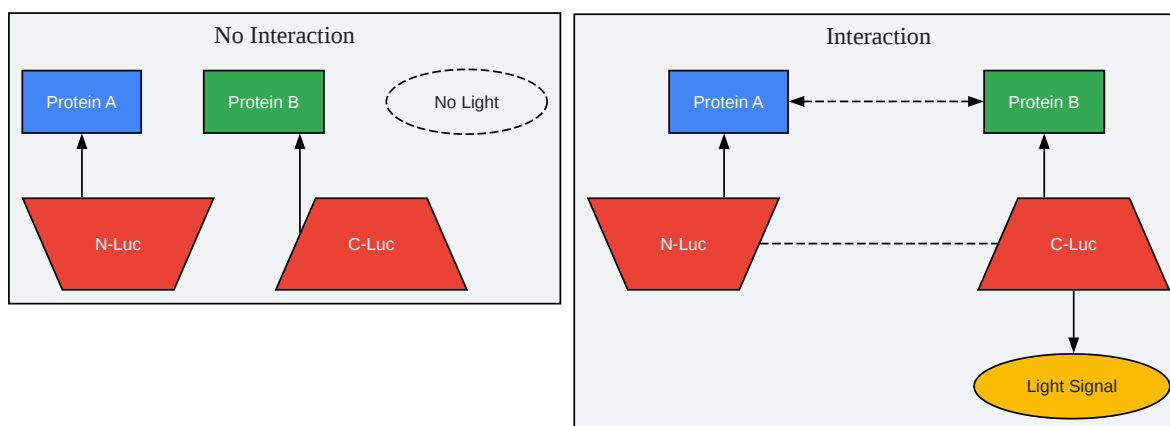 No Interaction
Protein A
Protein B
No Light
N-Luc
C-Luc
Interaction
Protein A
Protein B
N-Luc
C-Luc
Light Signal